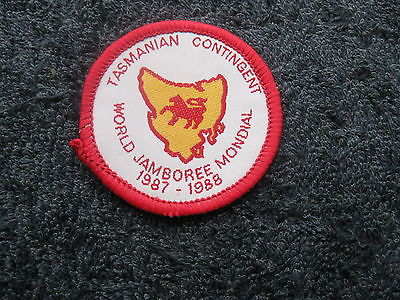 TASMANIAN CONTINGENT
WORLD JAMBOREE MONDIAL
1987 - 1988